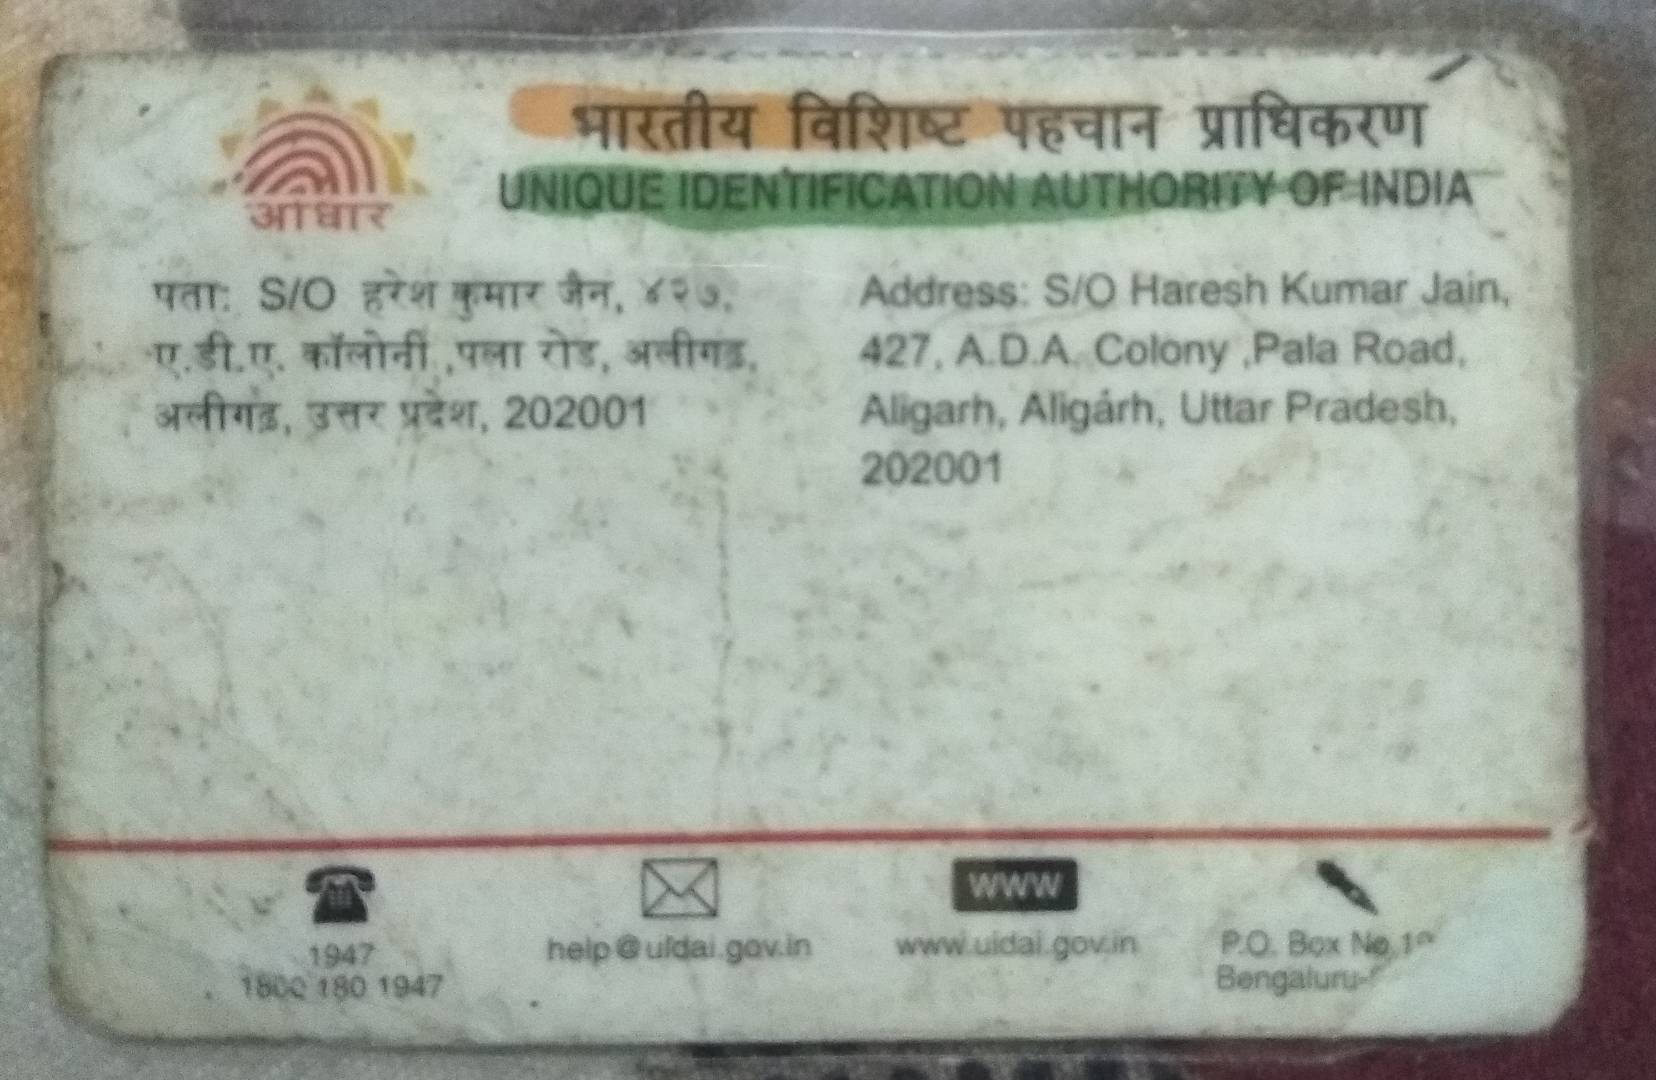 भारतीय विशिष्ट पहचान प्राधिकरण
UNIQUE IDENTIFICATION AUTHORITY OF INDIA
आधार
पता: S/O हरेश कुमार जैन, ४२७,
ए.डी.ए. कॉलोनीं ,पला रोड, अलीगढ़,
अलीगढ़, उत्तर प्रदेश, 202001
Address: S/O Haresh Kumar Jain,
427, A.D.A. Colony ,Pala Road,
Aligarh, Aligarh, Uttar Pradesh,
202001
1947
1800 180 1947
help@uidai.gov.in
WWW
www.uidai.gov.in
P.O. Box No.
Bengaluru-